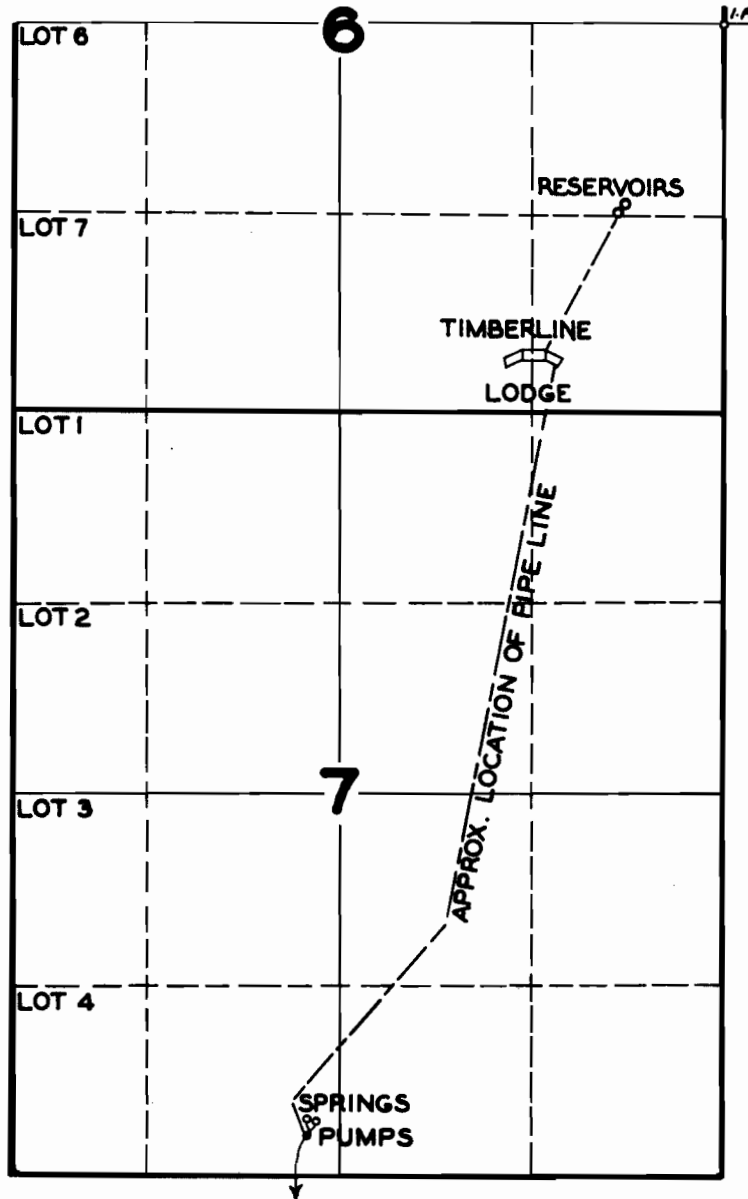 LOT 6
6
RESERVOIRS
LOT 7
TIMBERLINE
LODGE
LOT 1
LOT 2
APPROX. LOCATION OF PIPE LINE
7
LOT 3
LOT 4
SPRINGS
PUMPS